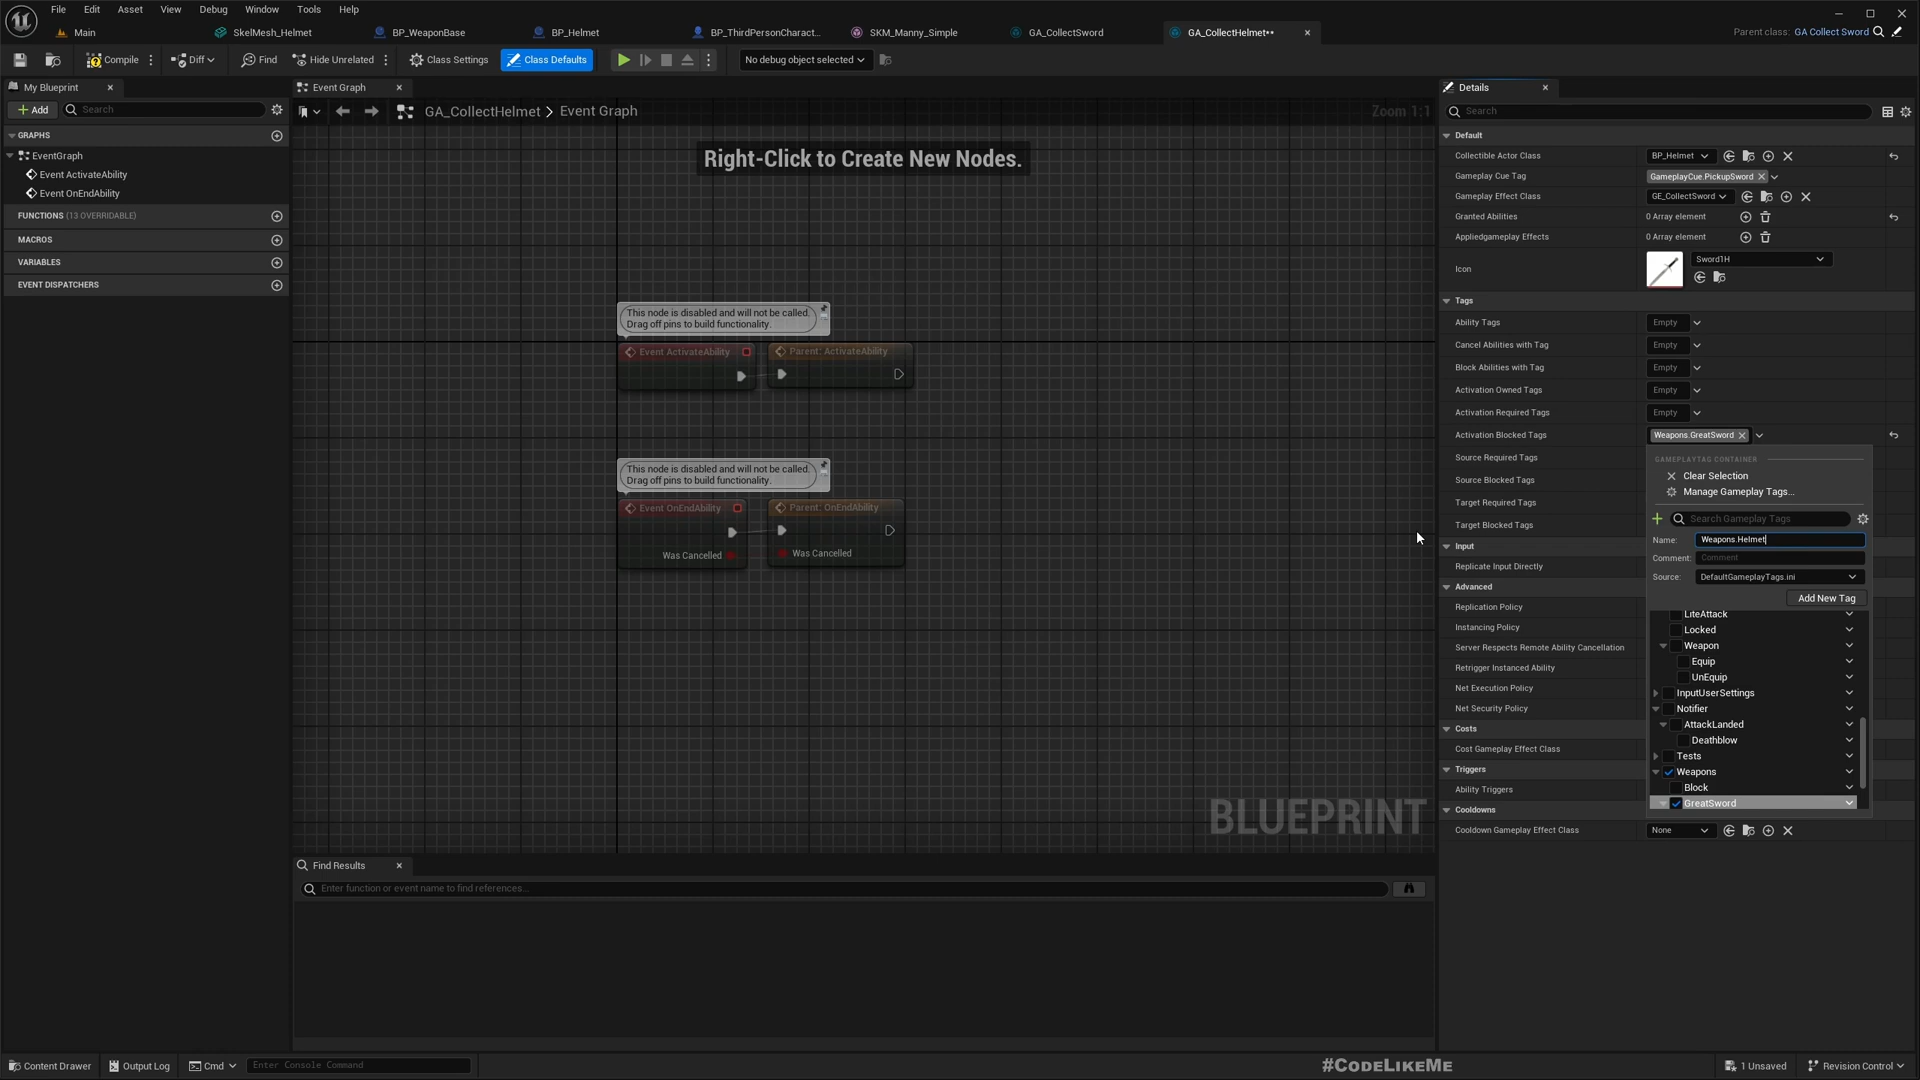 File Edit Asset View Debug Window Tools Help
Main SkelMesh_Helmet BP_WeaponBase BP_Helmet BP_ThirdPersonCharact... SKM_Manny_Simple GA_CollectSword GA_CollectHelmet•• Parent class: GA Collect Sword
Compile Diff Find Hide Unrelated Class Settings Class Defaults No debug object selected
My Blueprint
Add Search
GRAPHS
EventGraph
Event ActivateAbility
Event OnEndAbility
FUNCTIONS (13 OVERRIDABLE)
MACROS
VARIABLES
EVENT DISPATCHERS
Event Graph
GA_CollectHelmet > Event Graph Zoom 1:1
Right-Click to Create New Nodes.
This node is disabled and will not be called.
Drag off pins to build functionality.
Event ActivateAbility Parent: ActivateAbility
This node is disabled and will not be called.
Drag off pins to build functionality.
Event OnEndAbility Parent: OnEndAbility
Was Cancelled Was Cancelled
BLUEPRINT
Find Results
Enter function or event name to find references...
Details
Search
Default
Collectible Actor Class BP_Helmet
Gameplay Cue Tag GameplayCue.PickupSword
Gameplay Effect Class GE_CollectSword
Granted Abilities 0 Array element
Appliedgameplay Effects 0 Array element
Icon Sword1H
Tags
Ability Tags Empty
Cancel Abilities with Tag Empty
Block Abilities with Tag Empty
Activation Owned Tags Empty
Activation Required Tags Empty
Activation Blocked Tags Weapons.GreatSword
Source Required Tags
Source Blocked Tags
Target Required Tags
Target Blocked Tags
Input
Replicate Input Directly
Advanced
Replication Policy
Instancing Policy
Server Respects Remote Ability Cancellation
Retrigger Instanced Ability
Net Execution Policy
Net Security Policy
Costs
Cost Gameplay Effect Class
Triggers
Ability Triggers
Cooldowns
Cooldown Gameplay Effect Class None
GAMEPLAYTAG CONTAINER
Clear Selection
Manage Gameplay Tags...
Search Gameplay Tags
Name: Weapons.Helmet
Comment: Comment
Source: DefaultGameplayTags.ini
Add New Tag
LiteAttack
Locked
Weapon
Equip
UnEquip
InputUserSettings
Notifier
AttackLanded
Deathblow
Tests
Weapons
Block
GreatSword
Content Drawer Output Log Cmd Enter Console Command #CodeLikeMe 1 Unsaved Revision Control